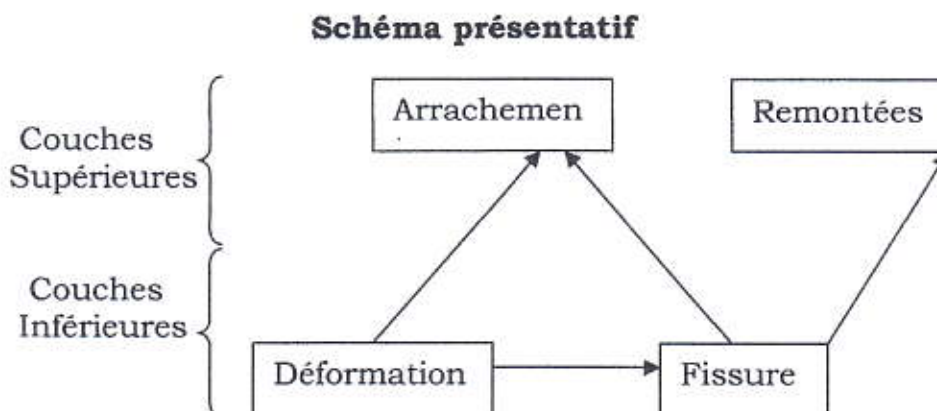 Schéma présentatif
Arrachemen
Remontées
Couches
Supérieures
Couches
Inférieures
Déformation
Fissure